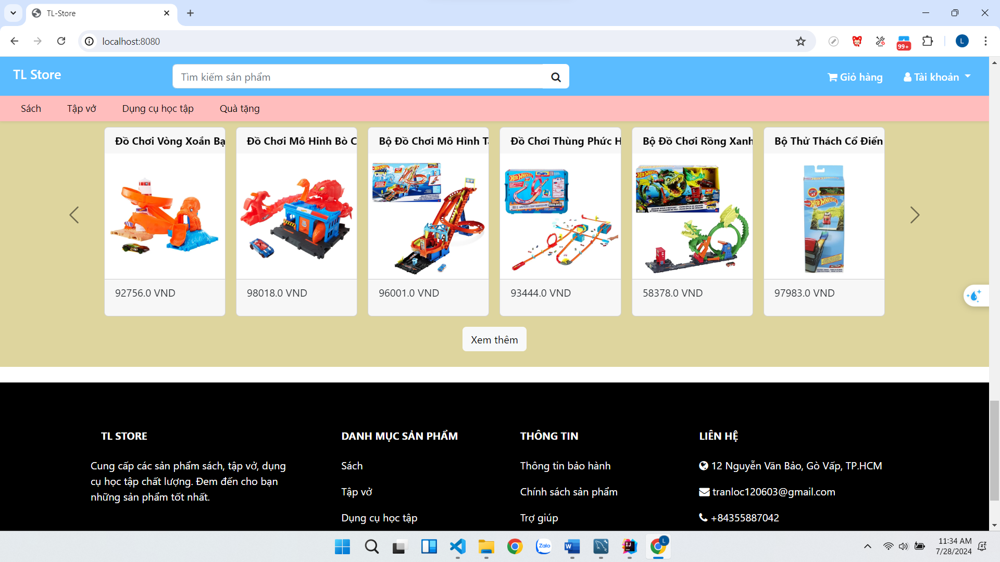 TL-Store
localhost:8080
99+
L
TL Store
Tìm kiếm sản phẩm
Giỏ hàng
Tài khoản
Sách
Tập vở
Dụng cụ học tập
Quà tặng
Đồ Chơi Vòng Xoắn Bạ
Đồ Chơi Mô Hinh Bò C
Bộ Đồ Chơi Mô Hình T
Đồ Chơi Thùng Phức H
Bộ Đồ Chơi Rồng Xanh
Bộ Thử Thách Cổ Điển
92756.0 VND
98018.0 VND
96001.0 VND
93444.0 VND
58378.0 VND
97983.0 VND
Xem thêm
TL STORE
DANH MỤC SẢN PHẨM
THÔNG TIN
LIÊN HỆ
Cung cấp các sản phẩm sách, tập vở, dụng
cụ học tập chất lượng. Đem đến cho bạn
những sản phẩm tốt nhất.
Sách
Tập vở
Dụng cụ học tập
Thông tin bảo hành
Chính sách sản phẩm
Trợ giúp
12 Nguyễn Văn Bảo, Gò Vấp, TP.HCM
tranloc120603@gmail.com
+84355887042
Zalo
W
IJ
L
11:34 AM
7/28/2024